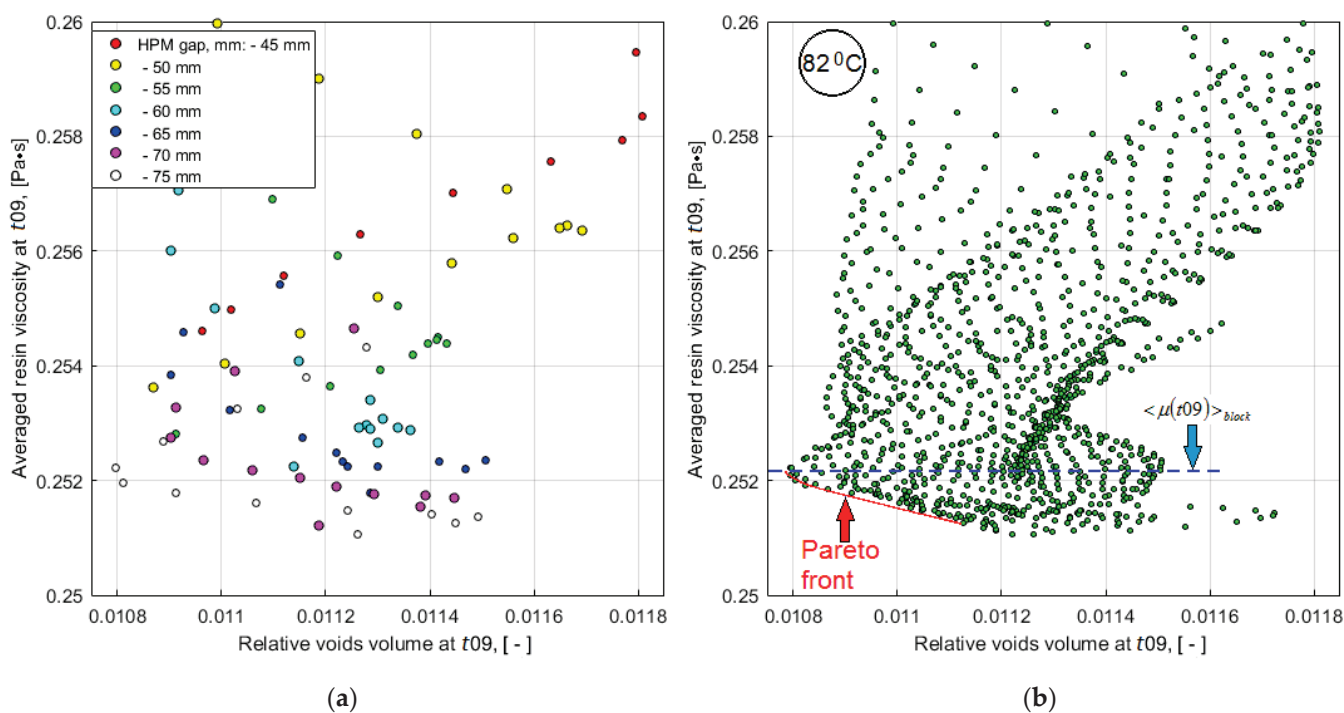 Averaged resin viscosity at t09, [Pa•s]
0.26
0.258
0.256
0.254
0.252
0.25
HPM gap, mm: - 45 mm
- 50 mm
- 55 mm
- 60 mm
- 65 mm
- 70 mm
- 75 mm
0.0108 0.011 0.0112 0.0114 0.0116 0.0118
Relative voids volume at t09, [ - ]
(a)
Averaged resin viscosity at t09, [Pa•s]
0.26
0.258
0.256
0.254
0.252
0.25
82 ⁰C
<μ(t09)>block
Pareto
front
0.0108 0.011 0.0112 0.0114 0.0116 0.0118
Relative voids volume at t09, [ - ]
(b)